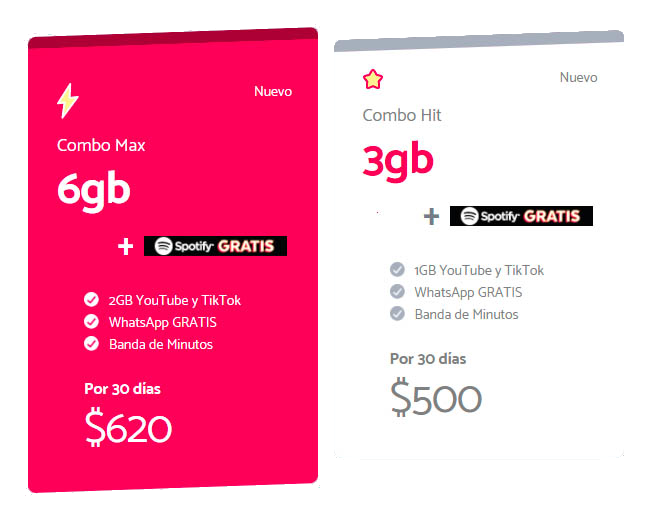 Nuevo
Combo Max
6gb
+ Spotify GRATIS
2GB YouTube y TikTok
WhatsApp GRATIS
Banda de Minutos
Por 30 días
$620
Nuevo
Combo Hit
3gb
+ Spotify GRATIS
1GB YouTube y TikTok
WhatsApp GRATIS
Banda de Minutos
Por 30 días
$500